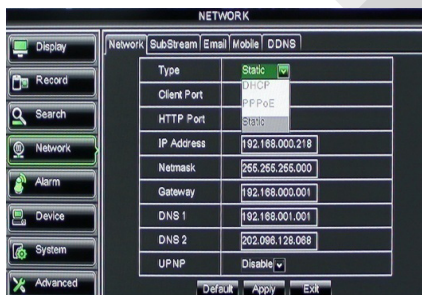 NETWORK
Display
Record
Search
Network
Alarm
Device
System
Advanced
Network SubStream Email Mobile DDNS
Type Static
DHCP
PPPoE
Static
Client Port
HTTP Port
IP Address 192.168.000.218
Netmask 255.255.255.000
Gateway 192.168.000.001
DNS 1 192.168.001.001
DNS 2 202.096.128.068
UPNP Disable
Default Apply Exit